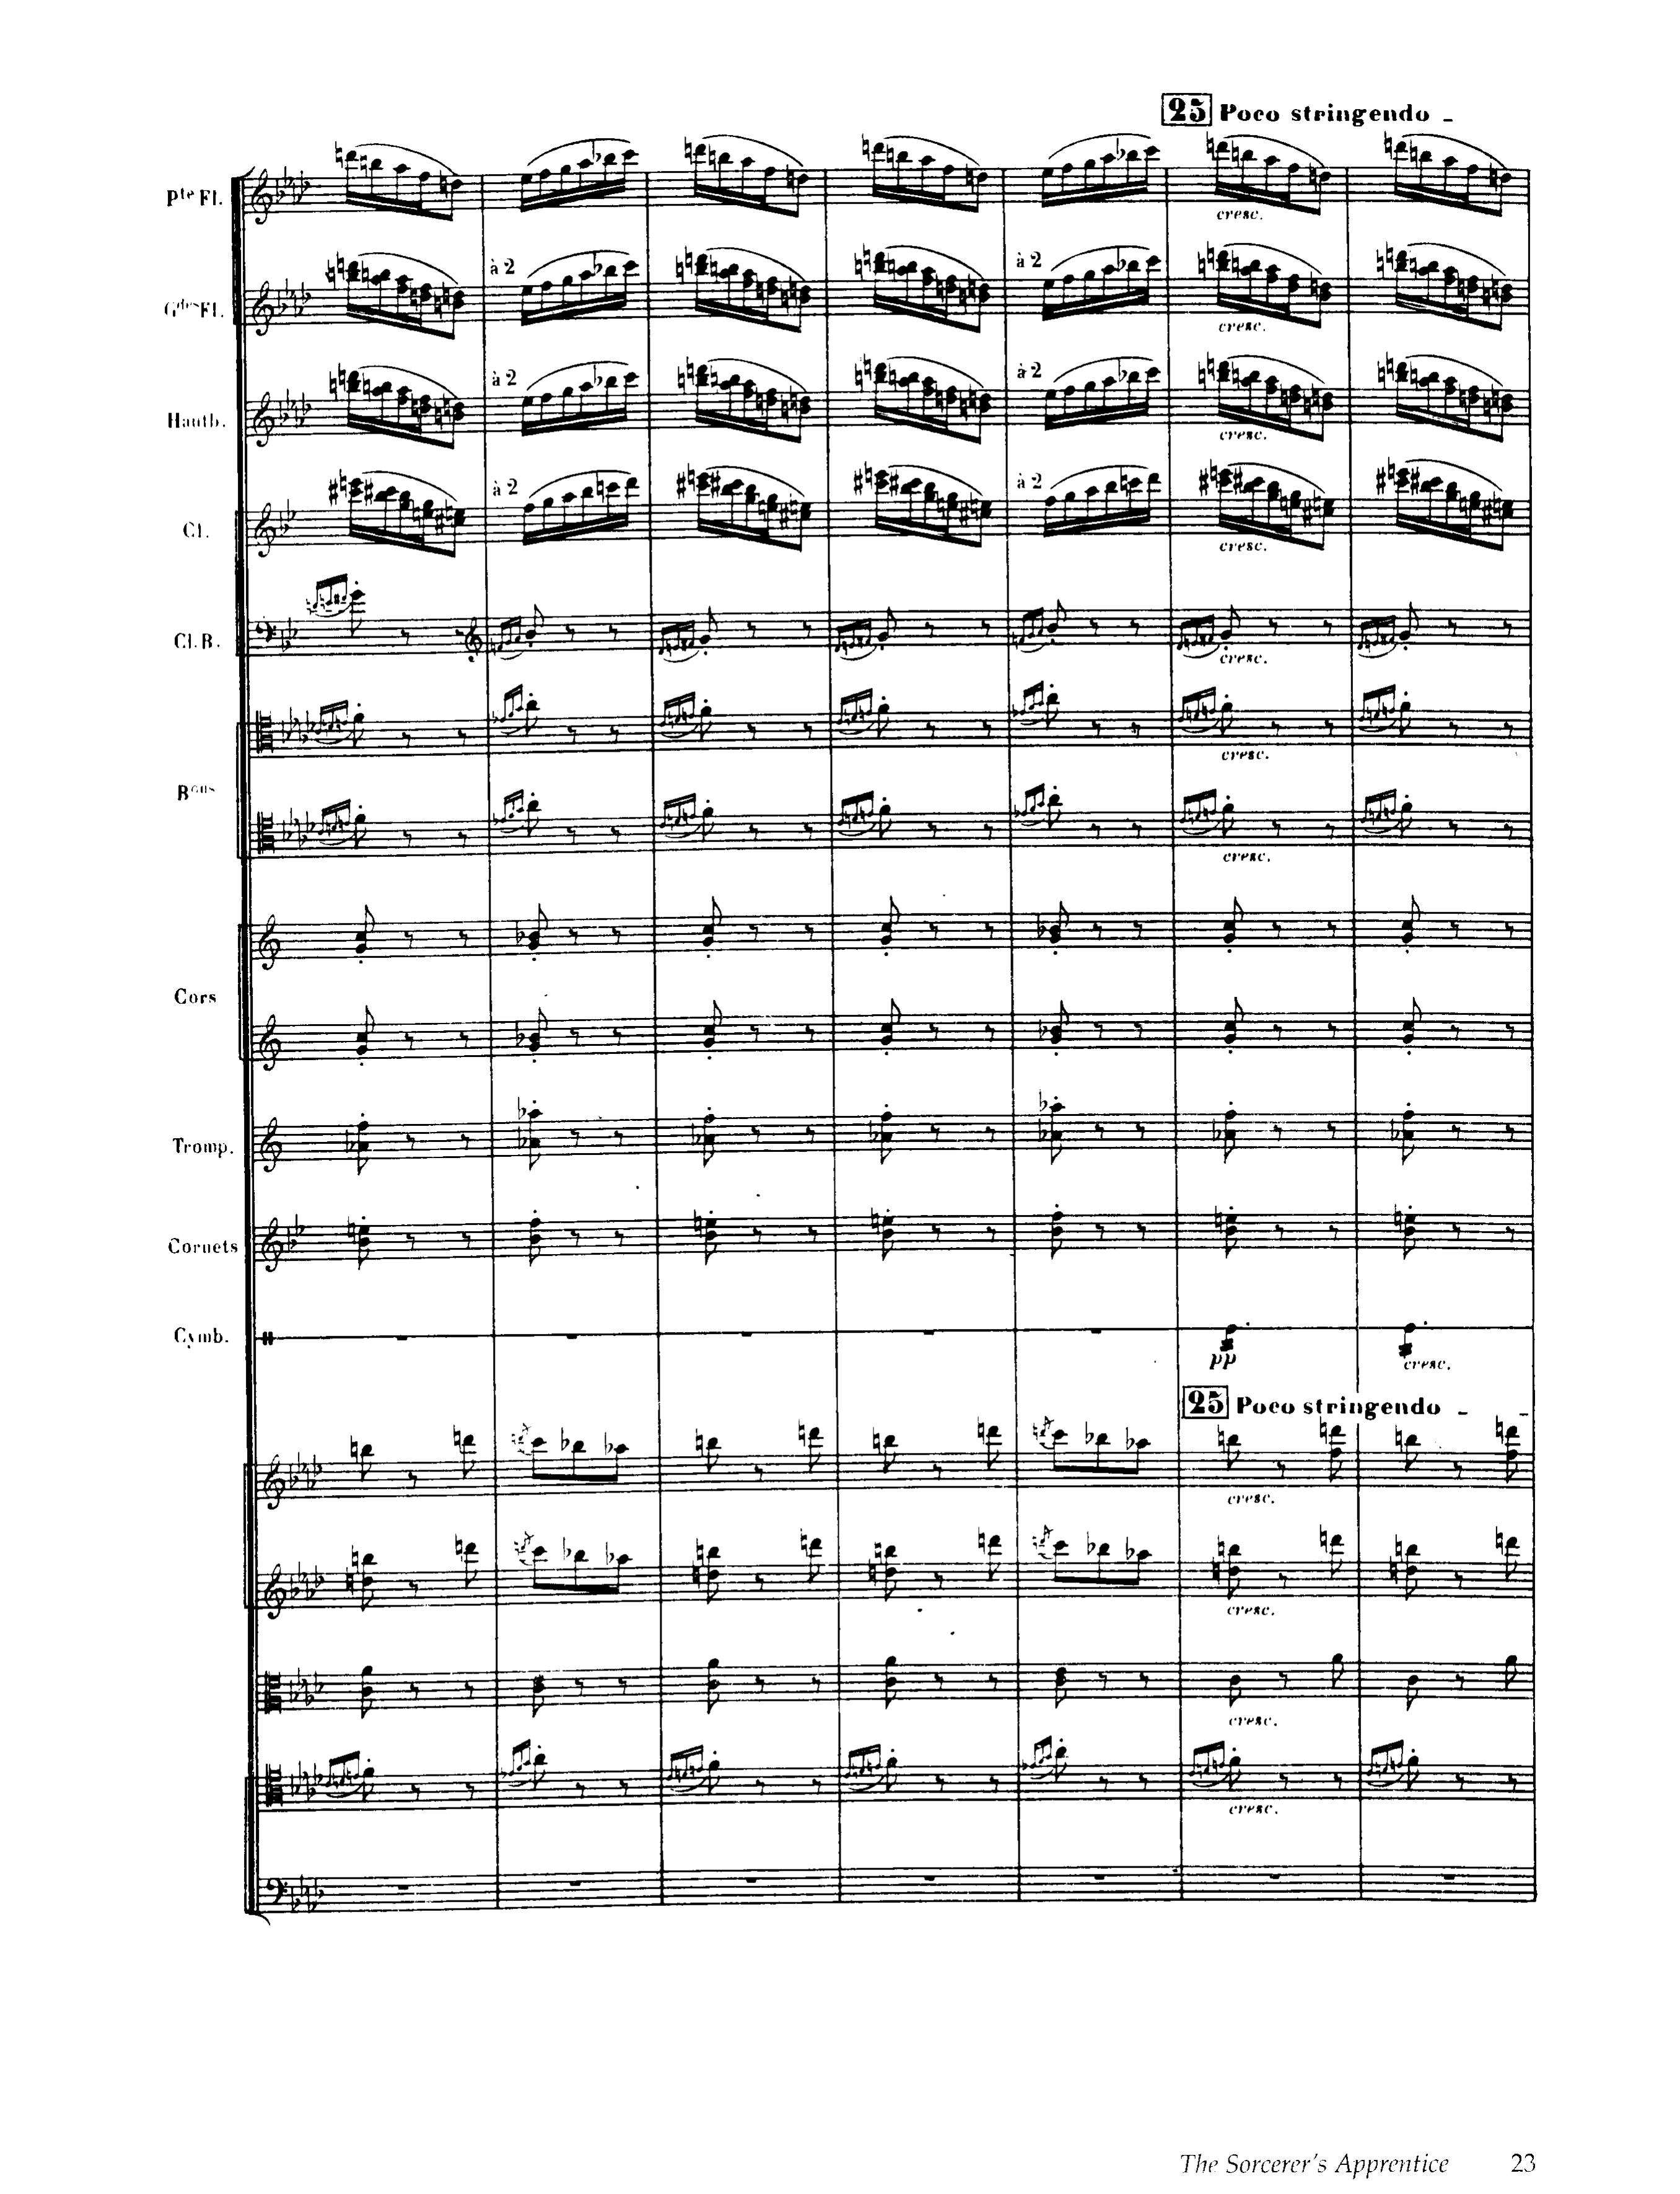 25 Poco stringendo -
Pte Fl.
cresc.
Gdes Fl.
à 2
à 2
cresc.
Hautb.
à 2
à 2
cresc.
Cl.
à 2
à 2
cresc.
Cl. B.
cresc.
cresc.
Bons
cresc.
Cors
Tromp.
Cornets
Cymb.
pp
cresc.
25 Poco stringendo - -
cresc.
cresc.
cresc.
cresc.
The Sorcerer's Apprentice 23